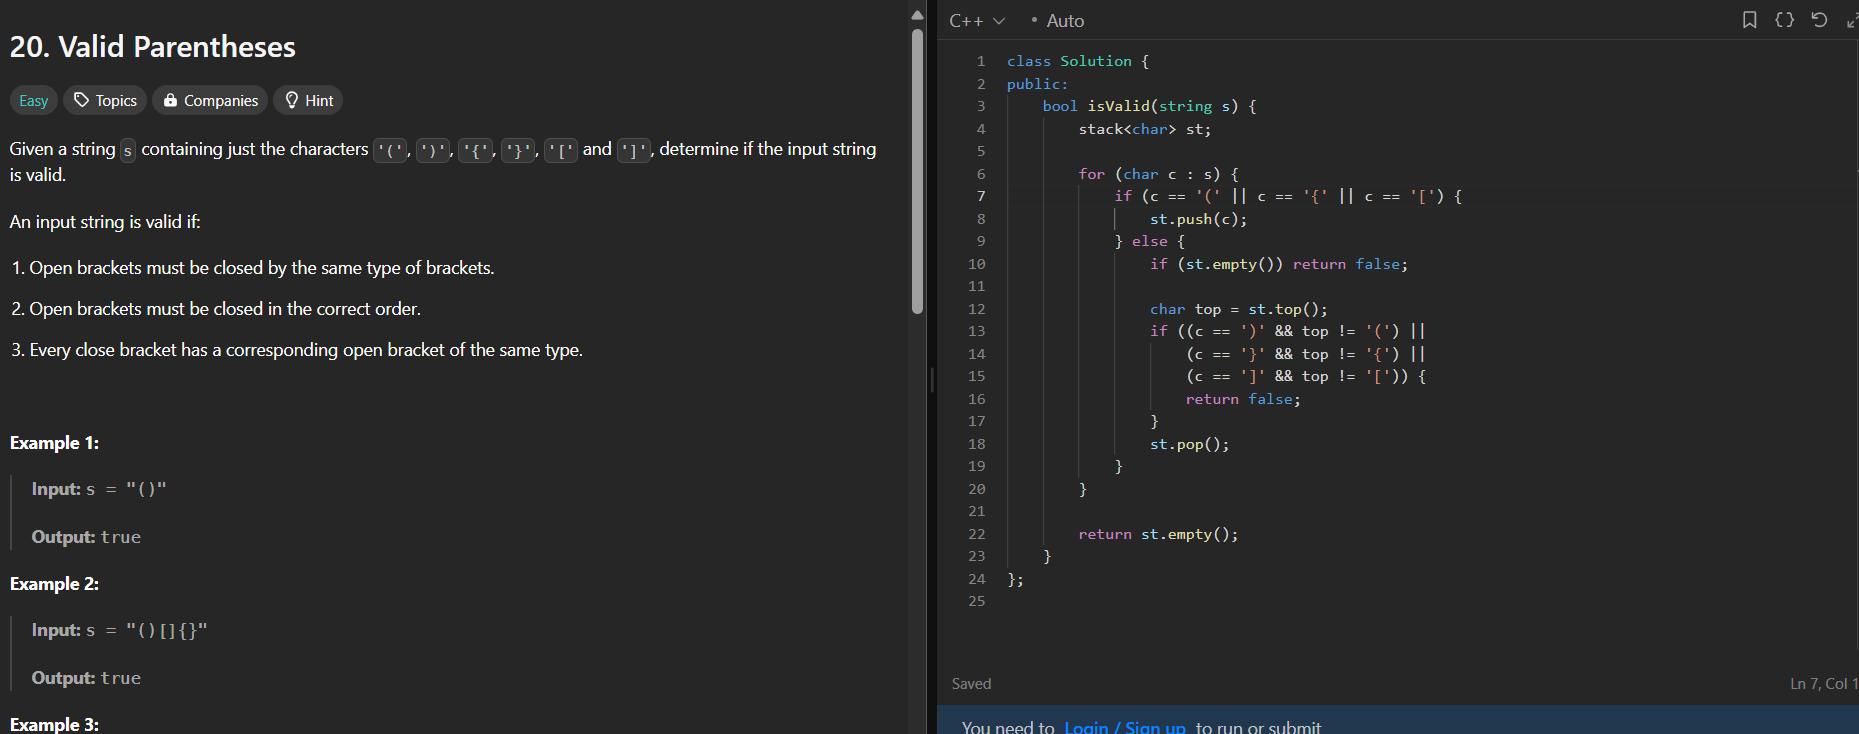 20. Valid Parentheses
Easy Topics Companies Hint
Given a string s containing just the characters '(', ')', '{', '}', '[' and ']', determine if the input string
is valid.
An input string is valid if:
1. Open brackets must be closed by the same type of brackets.
2. Open brackets must be closed in the correct order.
3. Every close bracket has a corresponding open bracket of the same type.
Example 1:
Input: s = "()"
Output: true
Example 2:
Input: s = "()[]{}"
Output: true
Example 3:
C++ • Auto
1 class Solution {
2 public:
3     bool isValid(string s) {
4         stack<char> st;
5
6         for (char c : s) {
7             if (c == '(' || c == '{' || c == '[') {
8                 st.push(c);
9             } else {
10                 if (st.empty()) return false;
11
12                 char top = st.top();
13                 if ((c == ')' && top != '(') ||
14                     (c == '}' && top != '{') ||
15                     (c == ']' && top != '[')) {
16                     return false;
17                 }
18                 st.pop();
19             }
20         }
21
22         return st.empty();
23     }
24 };
25
Saved
Ln 7, Col 1
You need to Login / Sign up to run or submit